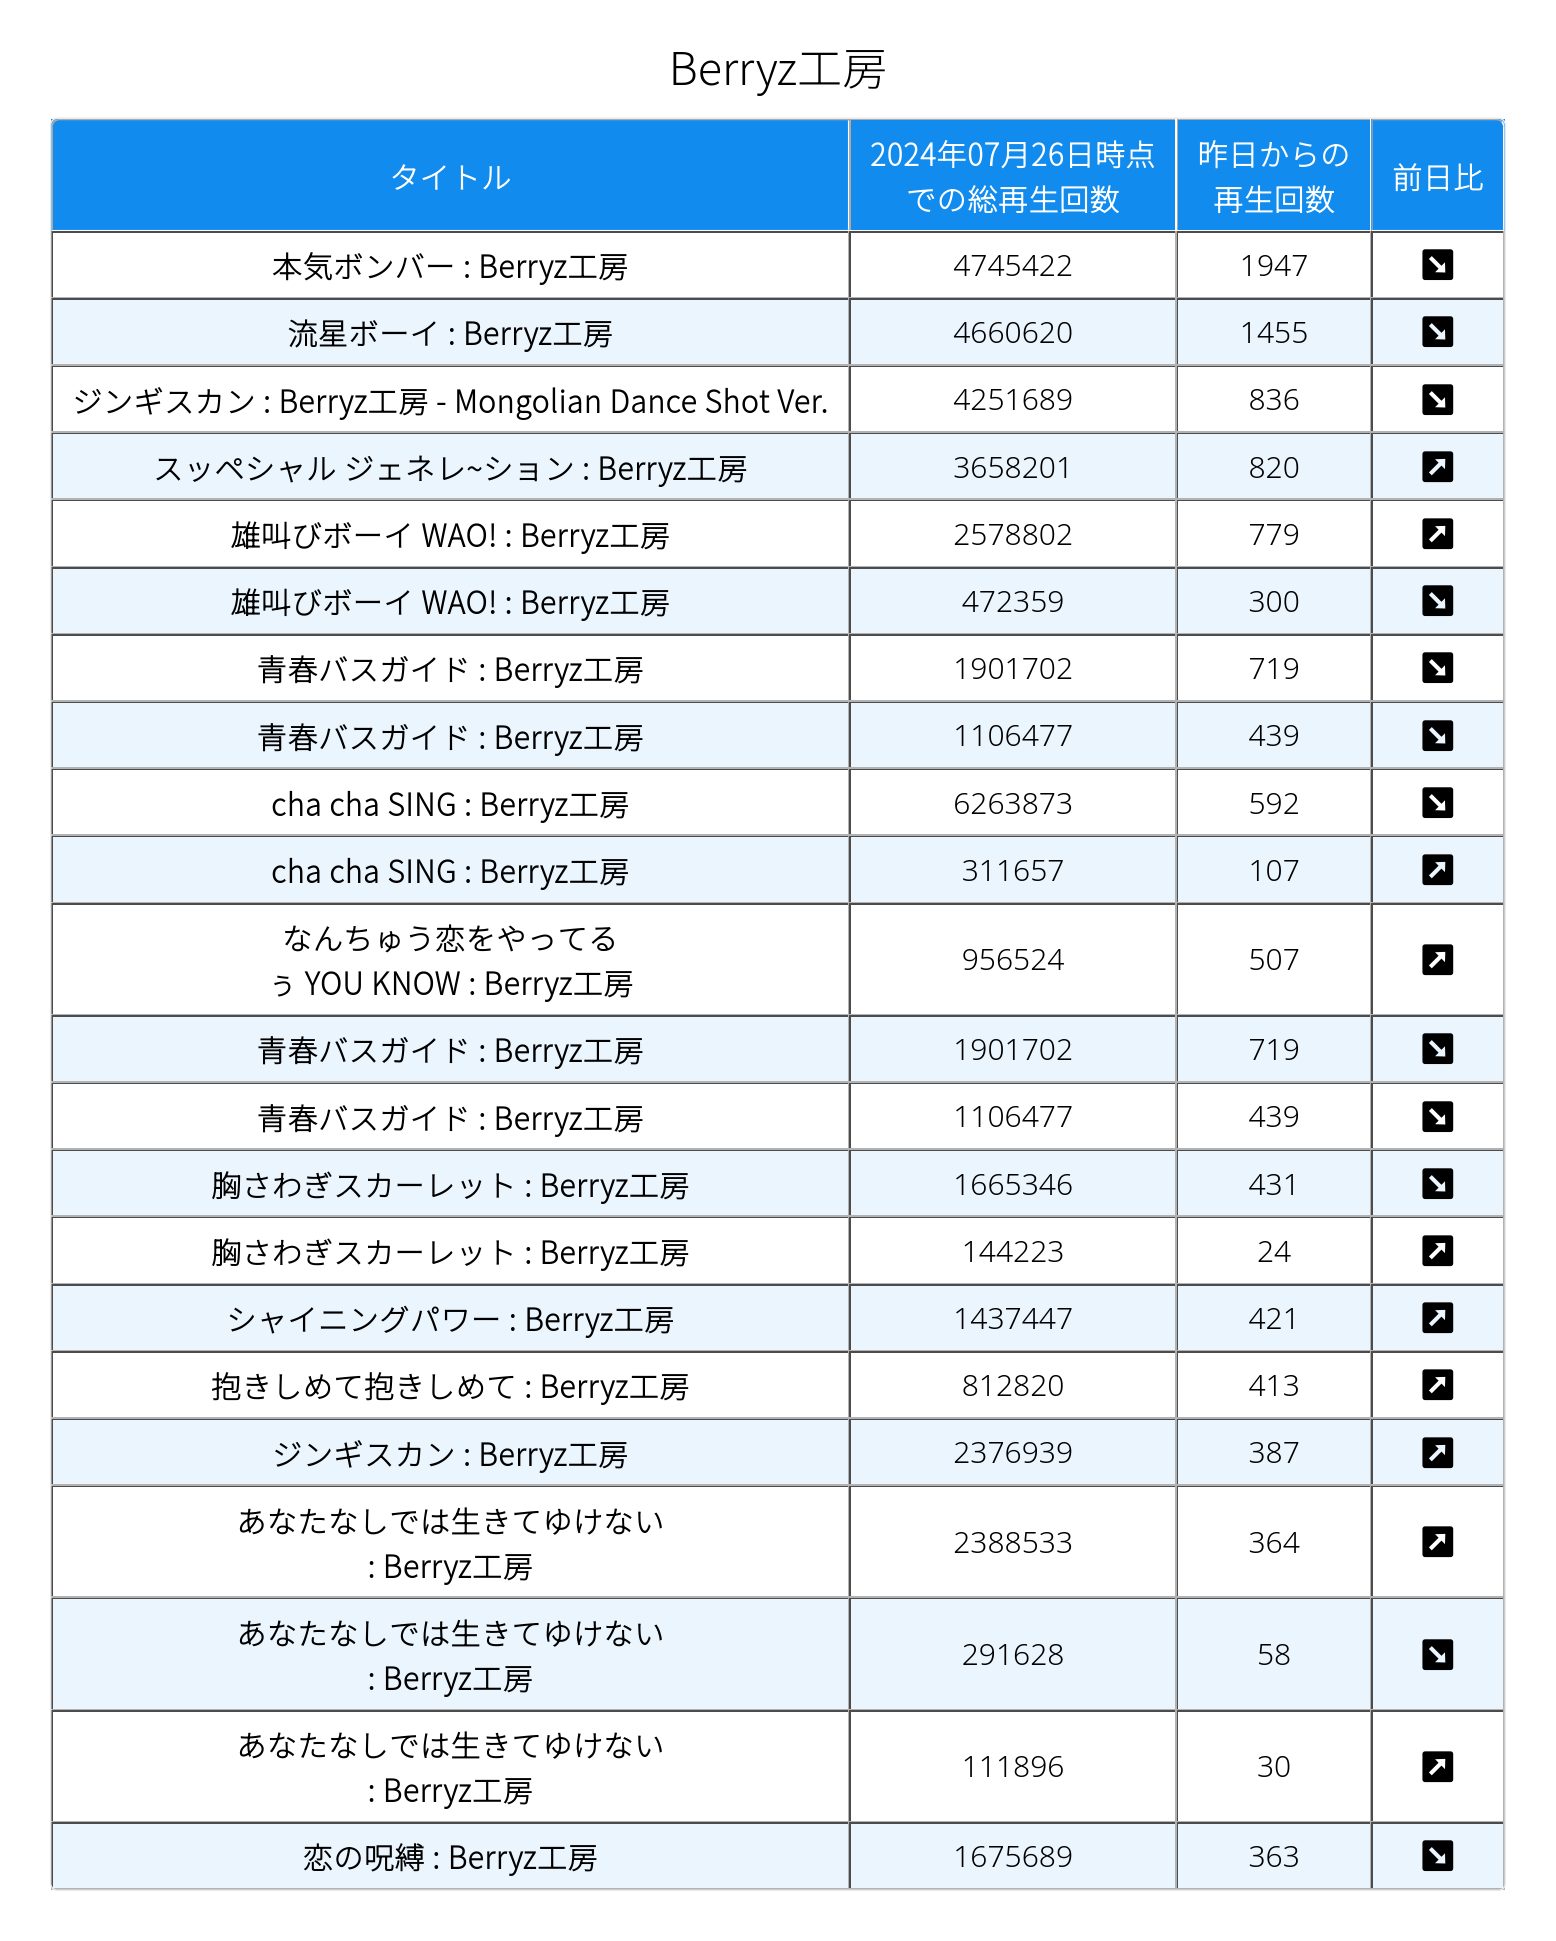 Berryz工房
タイトル
2024年07月26日時点
での総再生回数
昨日からの
再生回数
前日比
本気ボンバー : Berryz工房 4745422 1947
流星ボーイ : Berryz工房 4660620 1455
ジンギスカン : Berryz工房 - Mongolian Dance Shot Ver. 4251689 836
スッペシャル ジェネレ~ション : Berryz工房 3658201 820
雄叫びボーイ WAO! : Berryz工房 2578802 779
雄叫びボーイ WAO! : Berryz工房 472359 300
青春バスガイド : Berryz工房 1901702 719
青春バスガイド : Berryz工房 1106477 439
cha cha SING : Berryz工房 6263873 592
cha cha SING : Berryz工房 311657 107
なんちゅう恋をやってる
ぅ YOU KNOW : Berryz工房 956524 507
青春バスガイド : Berryz工房 1901702 719
青春バスガイド : Berryz工房 1106477 439
胸さわぎスカーレット : Berryz工房 1665346 431
胸さわぎスカーレット : Berryz工房 144223 24
シャイニングパワー : Berryz工房 1437447 421
抱きしめて抱きしめて : Berryz工房 812820 413
ジンギスカン : Berryz工房 2376939 387
あなたなしでは生きてゆけない
: Berryz工房 2388533 364
あなたなしでは生きてゆけない
: Berryz工房 291628 58
あなたなしでは生きてゆけない
: Berryz工房 111896 30
恋の呪縛 : Berryz工房 1675689 363